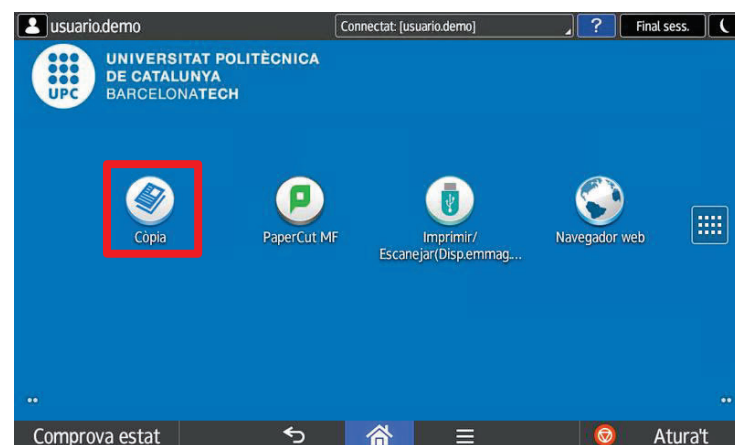 usuario.demo
Connectat: [usuario.demo]
?
Final sess.
UNIVERSITAT POLITÈCNICA
DE CATALUNYA
BARCELONATECH
UPC
Còpia
PaperCut MF
Imprimir/
Escanejar(Disp.emmag....
Navegador web
Comprova estat
Atura't